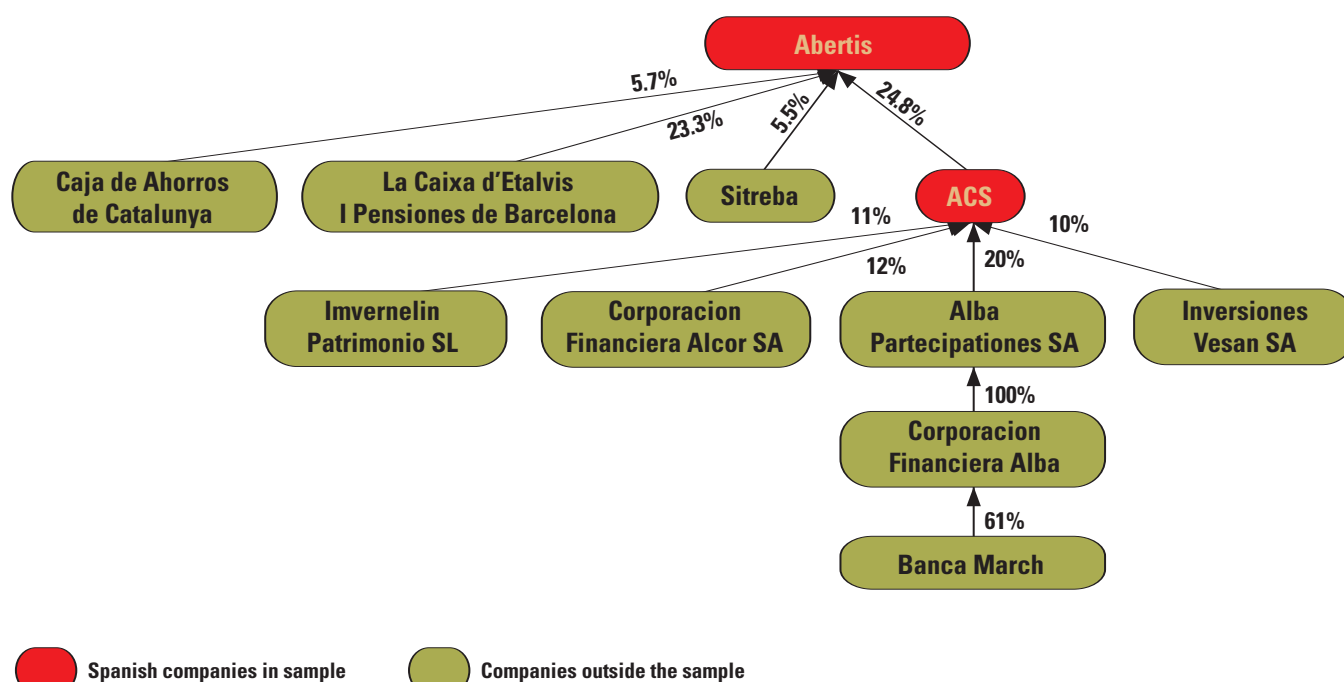 Abertis
5.7%
23.3%
5.5%
24.8%
Caja de Ahorros
de Catalunya
La Caixa d'Etalvis
I Pensiones de Barcelona
Sitreba
ACS
11%
12%
20%
10%
Imvernelin
Patrimonio SL
Corporacion
Financiera Alcor SA
Alba
Partecipationes SA
Inversiones
Vesan SA
100%
Corporacion
Financiera Alba
61%
Banca March
Spanish companies in sample
Companies outside the sample